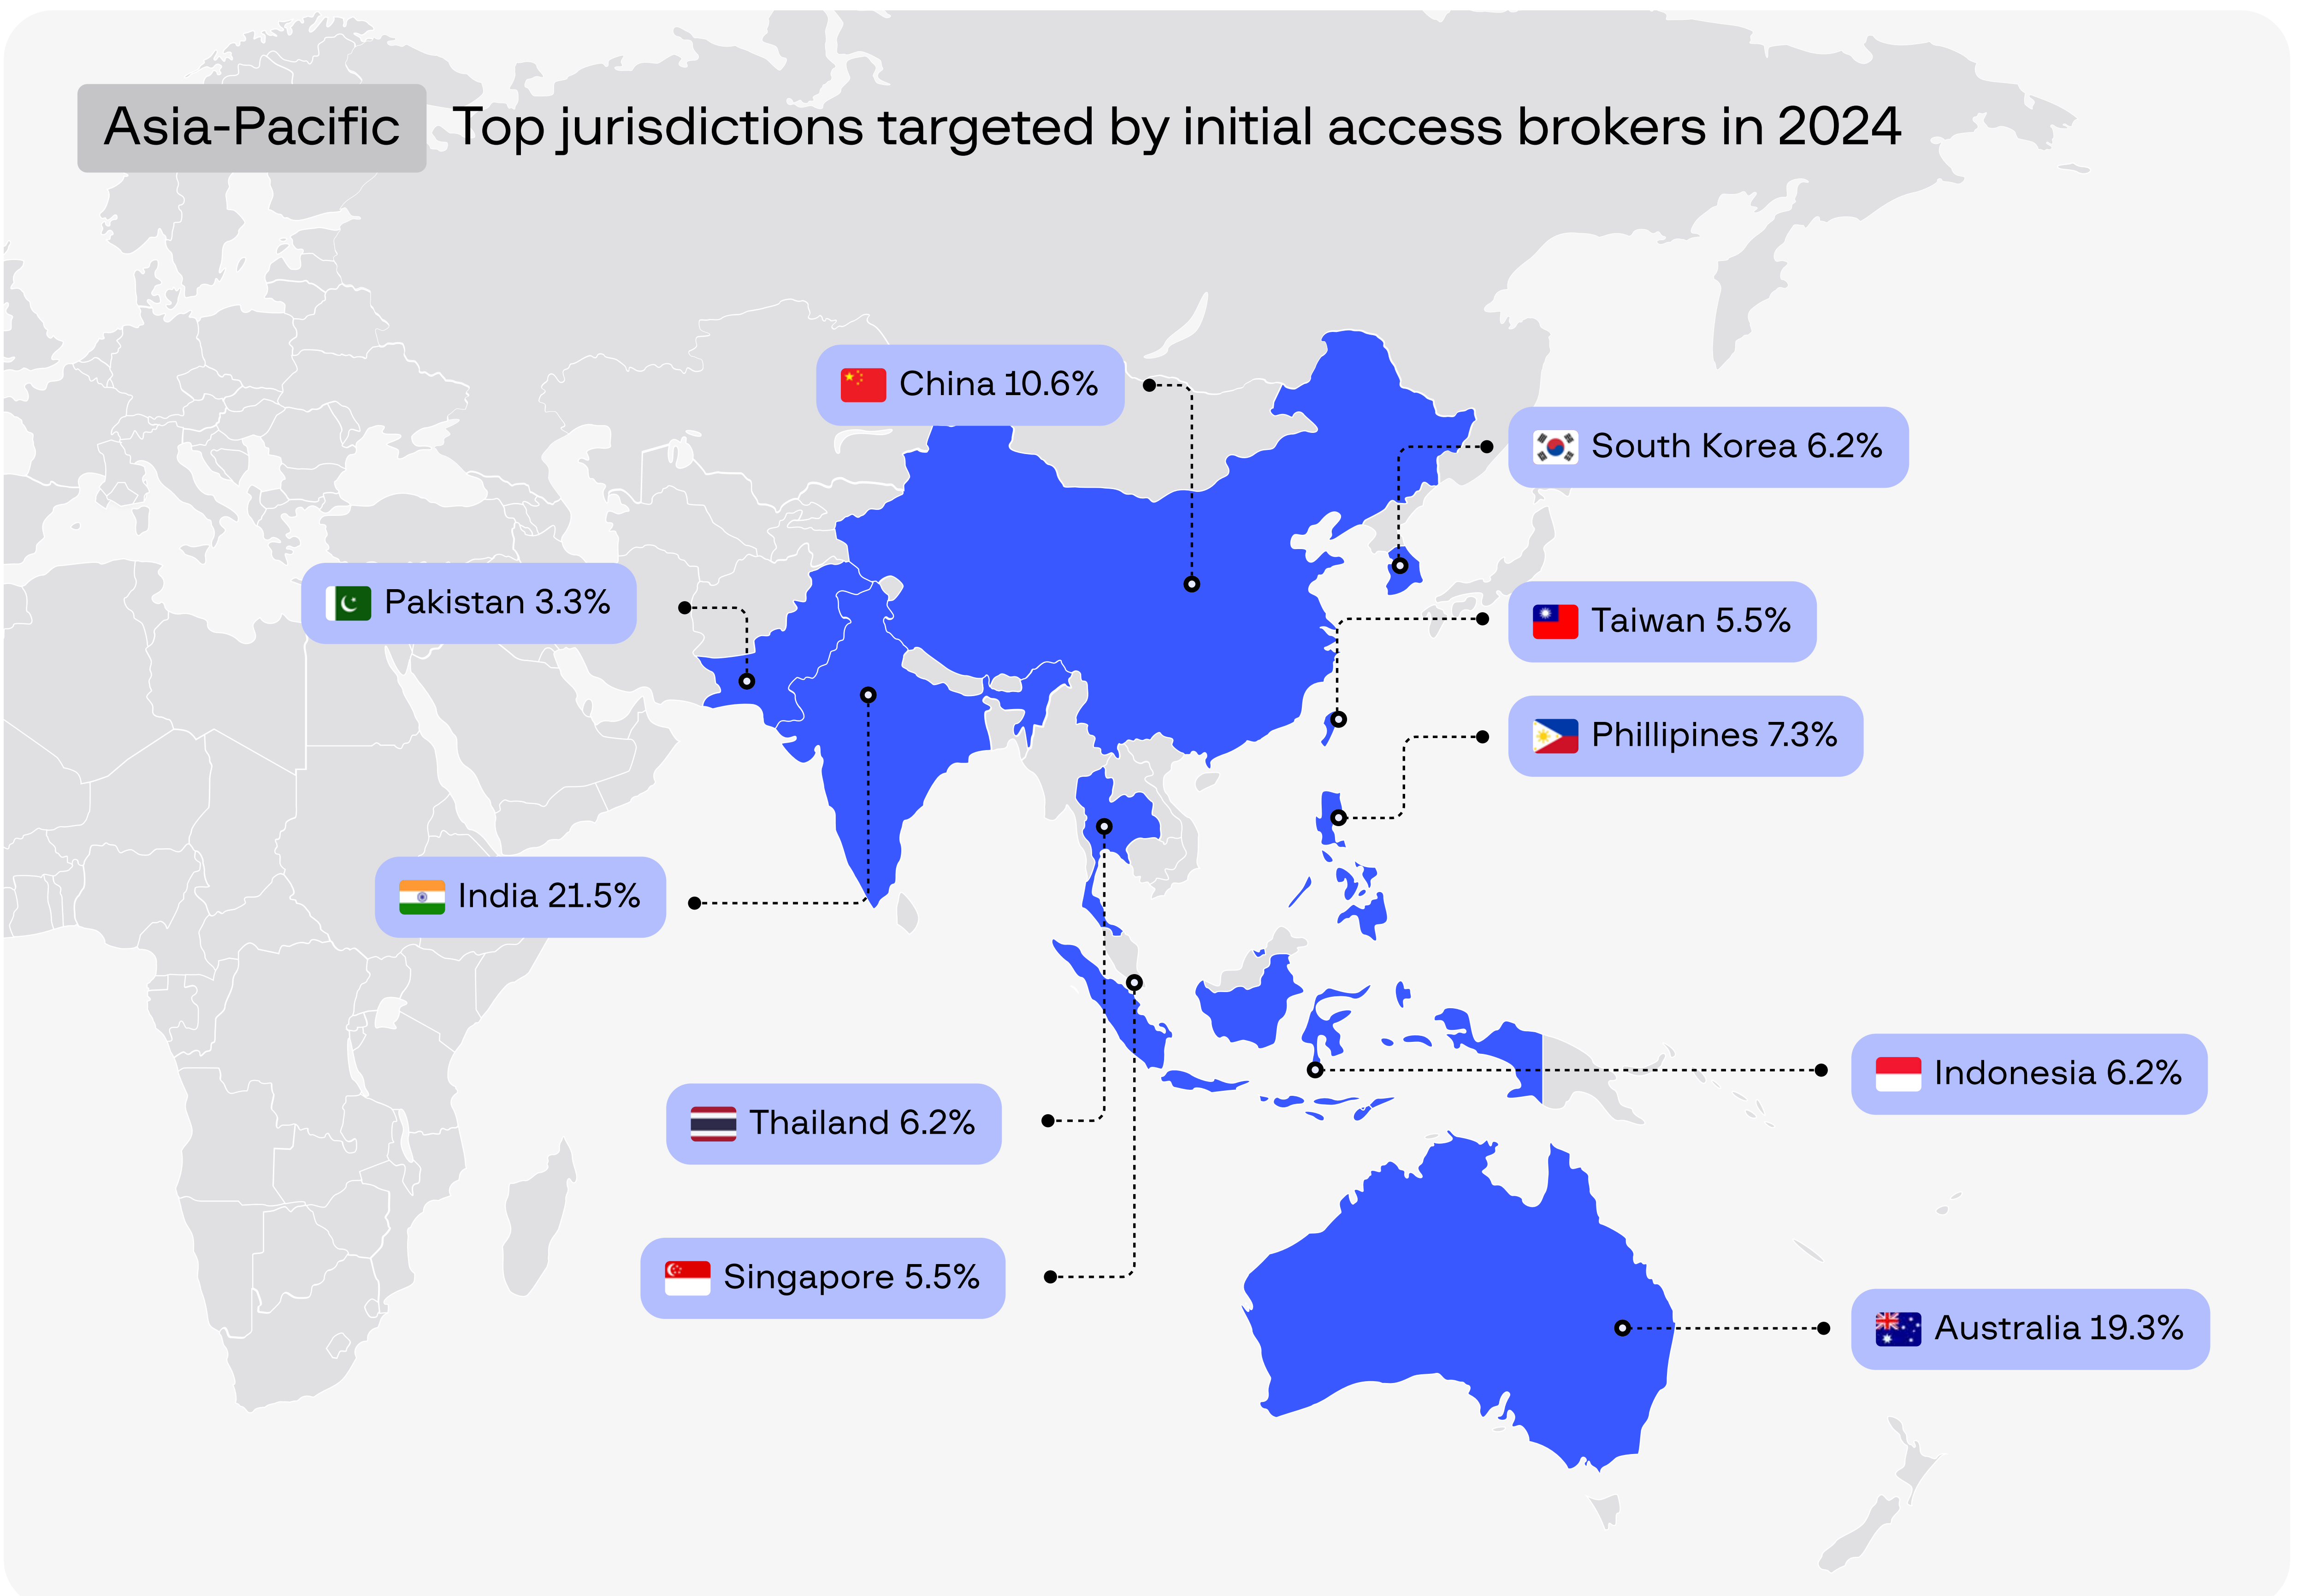 Asia-Pacific Top jurisdictions targeted by initial access brokers in 2024
China 10.6%
South Korea 6.2%
Pakistan 3.3%
Taiwan 5.5%
Phillipines 7.3%
India 21.5%
Indonesia 6.2%
Thailand 6.2%
Singapore 5.5%
Australia 19.3%